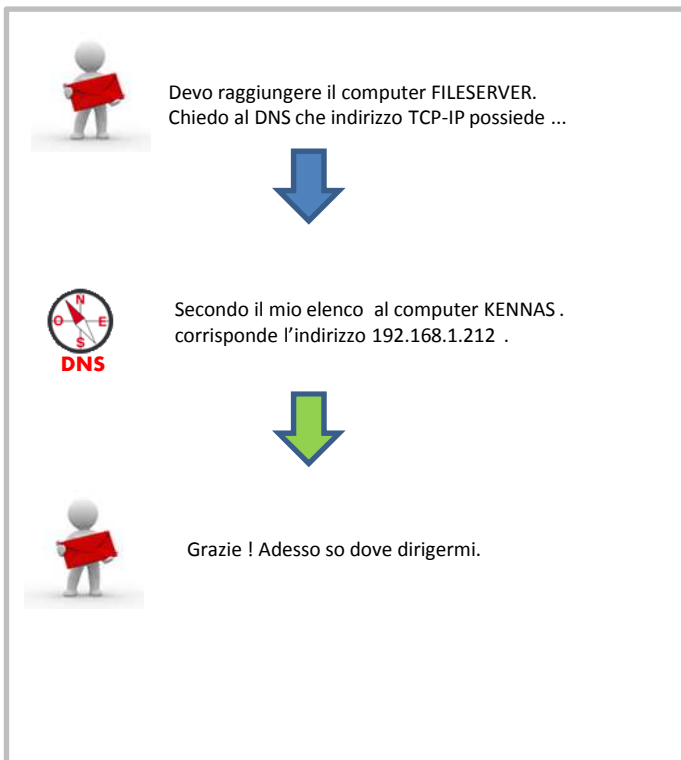 Devo raggiungere il computer FILESERVER.
Chiedo al DNS che indirizzo TCP-IP possiede ...
N
O E
S
DNS
Secondo il mio elenco al computer KENNAS .
corrisponde l’indirizzo 192.168.1.212 .
Grazie ! Adesso so dove dirigermi.